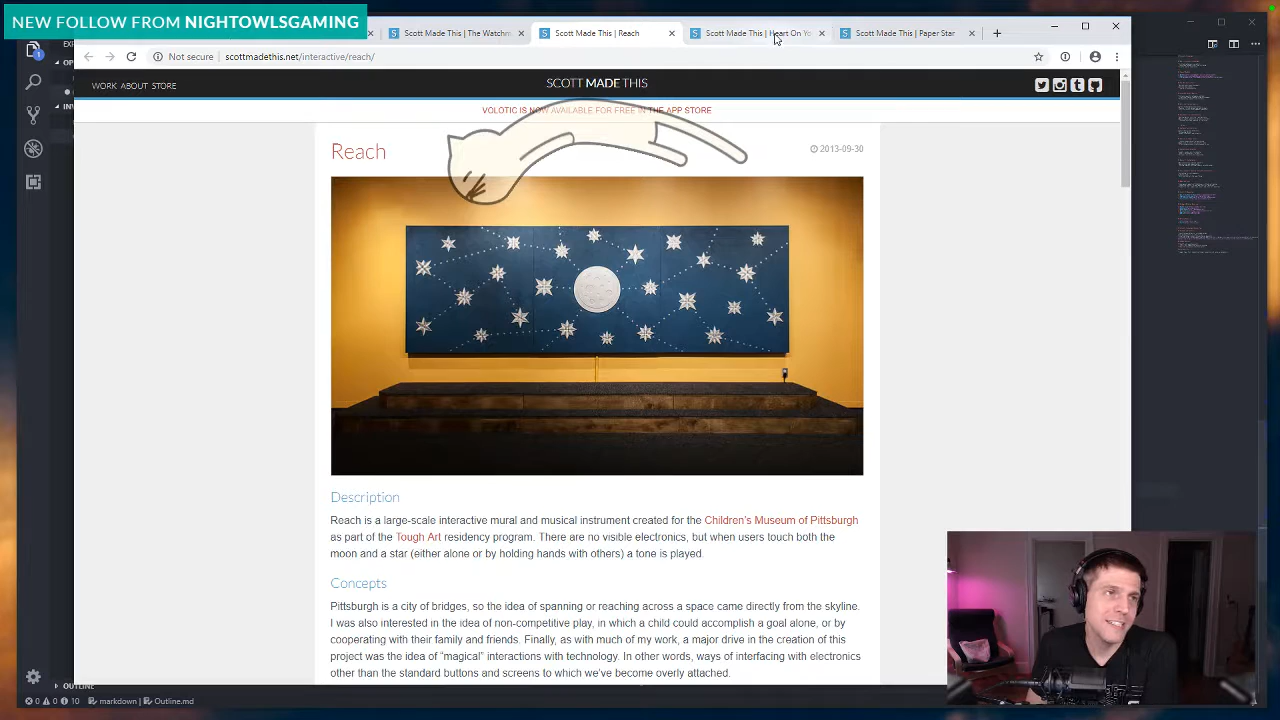 NEW FOLLOW FROM NIGHTOWLSGAMING
Scott Made This | The Watchm
Scott Made This | Reach
Scott Made This | Heart On Yo
Scott Made This | Paper Star
Not secure
scottmadethis.net/interactive/reach/
WORK ABOUT STORE
SCOTT MADE THIS
VOLOTIC IS NOW AVAILABLE FOR FREE IN THE APP STORE
Reach
2013-09-30
Description
Reach is a large-scale interactive mural and musical instrument created for the Children's Museum of Pittsburgh
as part of the Tough Art residency program. There are no visible electronics, but when users touch both the
moon and a star (either alone or by holding hands with others) a tone is played.
Concepts
Pittsburgh is a city of bridges, so the idea of spanning or reaching across a space came directly from the skyline.
I was also interested in the idea of non-competitive play, in which a child could accomplish a goal alone, or by
cooperating with their family and friends. Finally, as with much of my work, a major drive in the creation of this
project was the idea of "magical" interactions with technology. In other words, ways of interfacing with electronics
other than the standard buttons and screens to which we've become overly attached.
OUTLINE
0 0 10 markdown | Outline.md